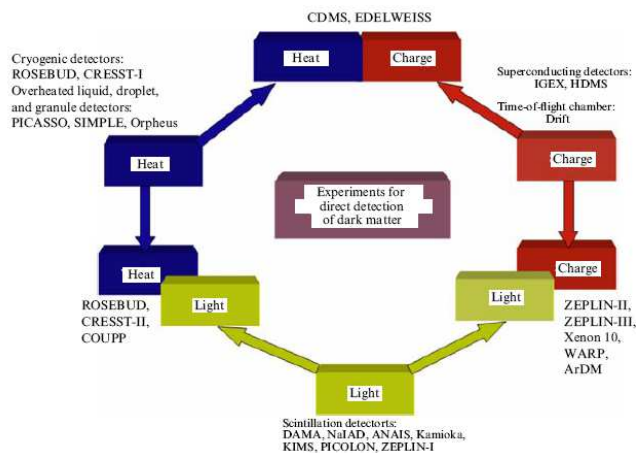 CDMS, EDELWEISS
Heat
Charge
Cryogenic detectors:
ROSEBUD, CRESST-I
Overheated liquid, droplet,
and granule detectors:
PICASSO, SIMPLE, Orpheus
Superconducting detectors:
IGEX, HDMS
Time-of-flight chamber:
Drift
Heat
Charge
Experiments for
direct detection
of dark matter
Heat
Light
Charge
Light
ROSEBUD,
CRESST-II,
COUPP
ZEPLIN-II,
ZEPLIN-III,
Xenon 10,
WARP,
ArDM
Light
Scintillation detectorts:
DAMA, NaIAD, ANAIS, Kamioka,
KIMS, PICOLON, ZEPLIN-I